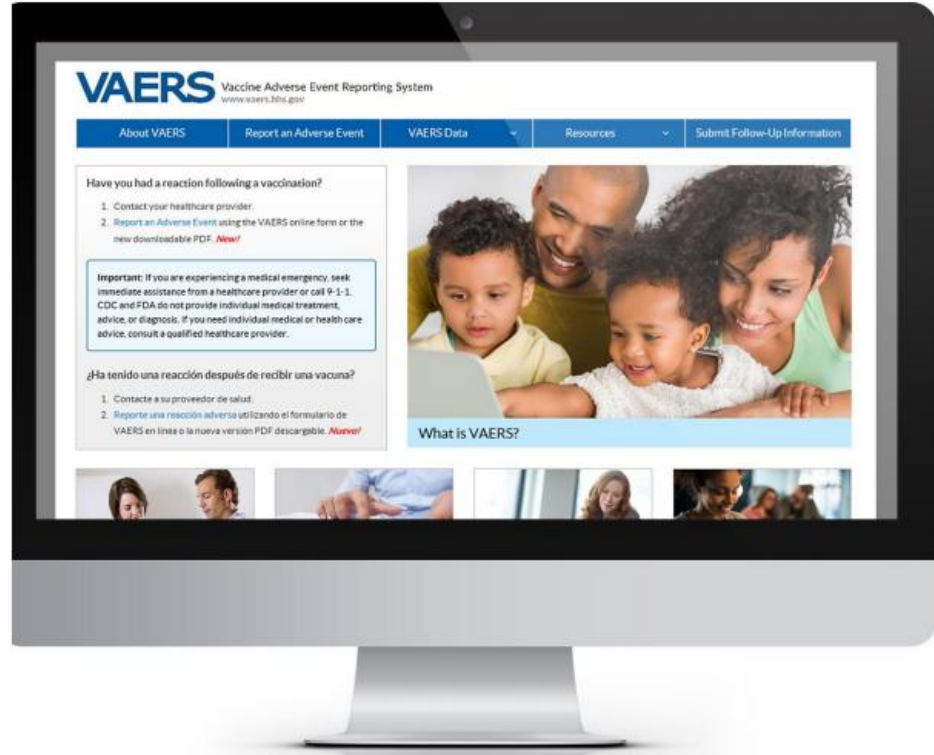 VAERS Vaccine Adverse Event Reporting System
www.vaers.hhs.gov
About VAERS Report an Adverse Event VAERS Data Resources Submit Follow-Up Information
Have you had a reaction following a vaccination?
1. Contact your healthcare provider.
2. Report an Adverse Event using the VAERS online form or the
new downloadable PDF. New!
Important: If you are experiencing a medical emergency, seek
immediate assistance from a healthcare provider or call 9-1-1.
CDC and FDA do not provide individual medical treatment,
advice, or diagnosis. If you need individual medical or health care
advice, consult a qualified healthcare provider.
¿Ha tenido una reacción después de recibir una vacuna?
1. Contacte a su proveedor de salud.
2. Reporte una reacción adversa utilizando el formulario de
VAERS en línea o la nueva versión PDF descargable. Nuevo!
What is VAERS?